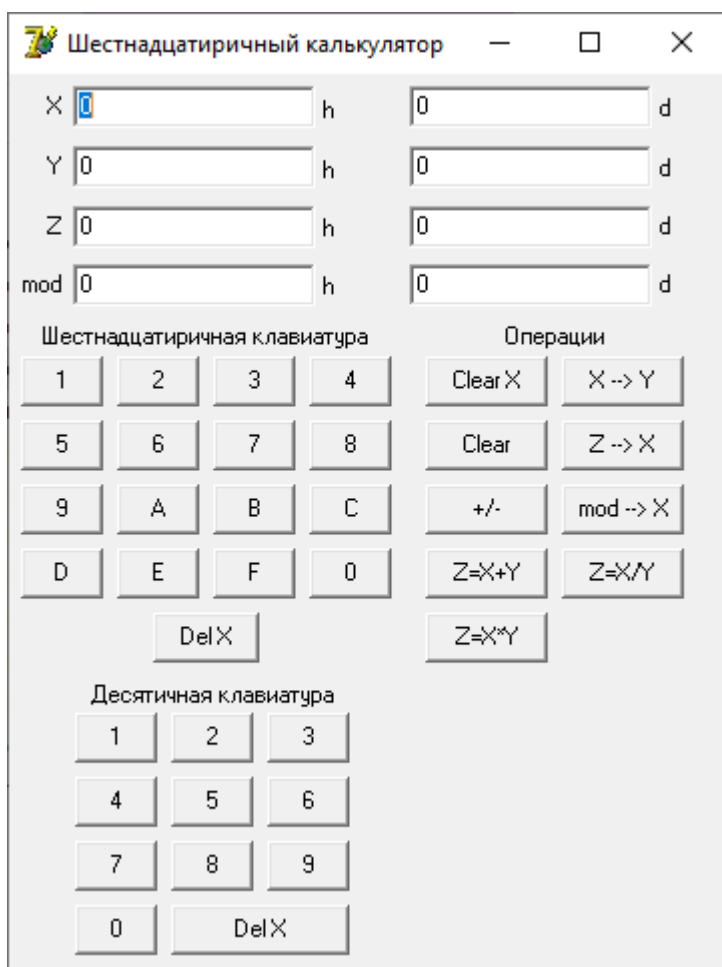 Шестнадцатиричный калькулятор
X 0 h 0 d
Y 0 h 0 d
Z 0 h 0 d
mod 0 h 0 d
Шестнадцатиричная клавиатура Операции
1 2 3 4 Clear X X --> Y
5 6 7 8 Clear Z --> X
9 A B C +/- mod --> X
D E F 0 Z=X+Y Z=X/Y
Del X Z=X*Y
Десятичная клавиатура
1 2 3
4 5 6
7 8 9
0 Del X